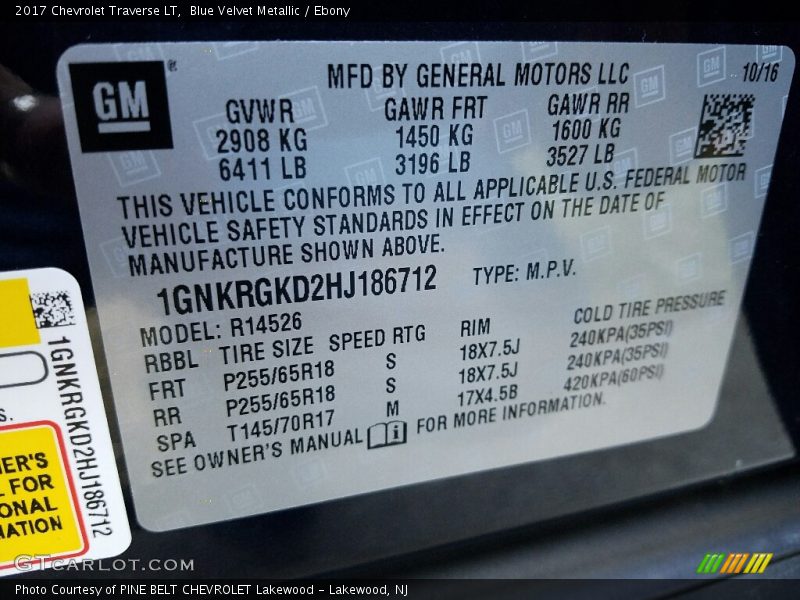 2017 Chevrolet Traverse LT, Blue Velvet Metallic / Ebony
GM ®
MFD BY GENERAL MOTORS LLC 10/16
GVWR GAWR FRT GAWR RR
2908 KG 1450 KG 1600 KG
6411 LB 3196 LB 3527 LB
THIS VEHICLE CONFORMS TO ALL APPLICABLE U.S. FEDERAL MOTOR
VEHICLE SAFETY STANDARDS IN EFFECT ON THE DATE OF
MANUFACTURE SHOWN ABOVE.
1GNKRGKD2HJ186712 TYPE: M.P.V.
MODEL: R14526
RBBL TIRE SIZE SPEED RTG RIM COLD TIRE PRESSURE
FRT P255/65R18 S 18X7.5J 240KPA(35PSI)
RR P255/65R18 S 18X7.5J 240KPA(35PSI)
SPA T145/70R17 M 17X4.5B 420KPA(60PSI)
SEE OWNER'S MANUAL i FOR MORE INFORMATION.
1GNKRGKD2HJ186712
S.
NER'S
L FOR
ONAL
MATION
GTCARLOT.COM
Photo Courtesy of PINE BELT CHEVROLET Lakewood - Lakewood, NJ